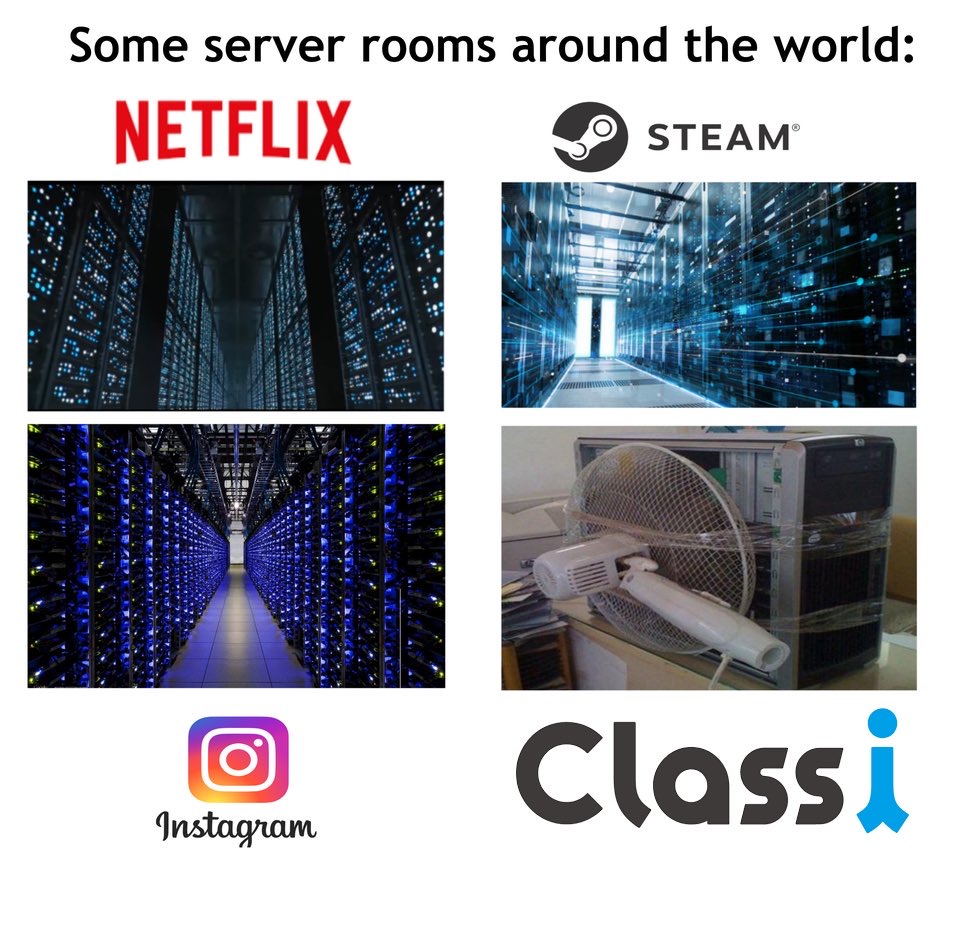 Some server rooms around the world:
NETFLIX
STEAM®
Instagram
Classi